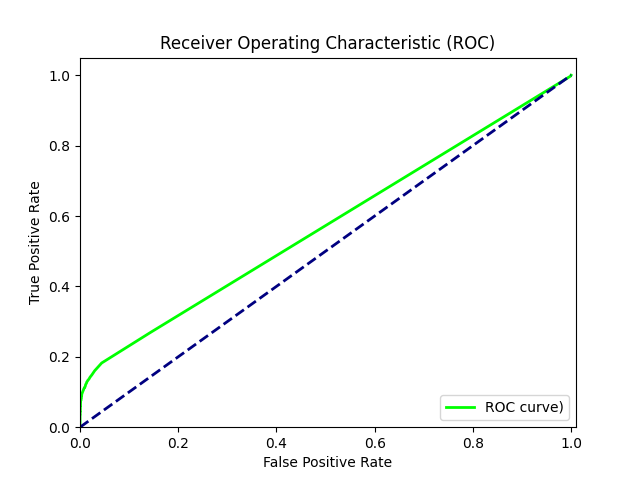 Receiver Operating Characteristic (ROC)
True Positive Rate
1.0
0.8
0.6
0.4
0.2
0.0
ROC curve)
0.0 0.2 0.4 0.6 0.8 1.0
False Positive Rate